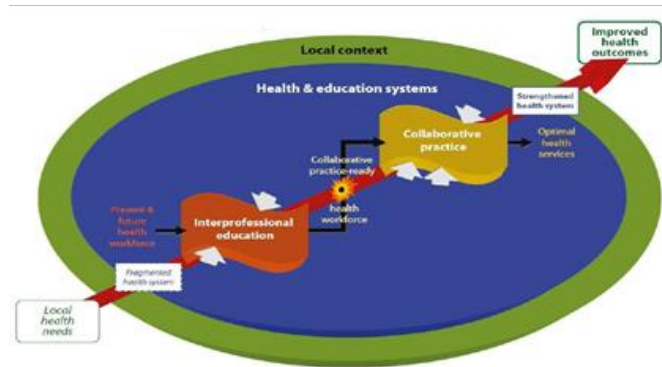 Improved
health
outcomes
Local context
Health & education systems
Strengthened
health system
Collaborative
practice
Optimal
health
services
Collaborative
practice-ready
health
workforce
Present &
future
health
workforce
Interprofessional
education
Fragmented
health system
Local
health
needs